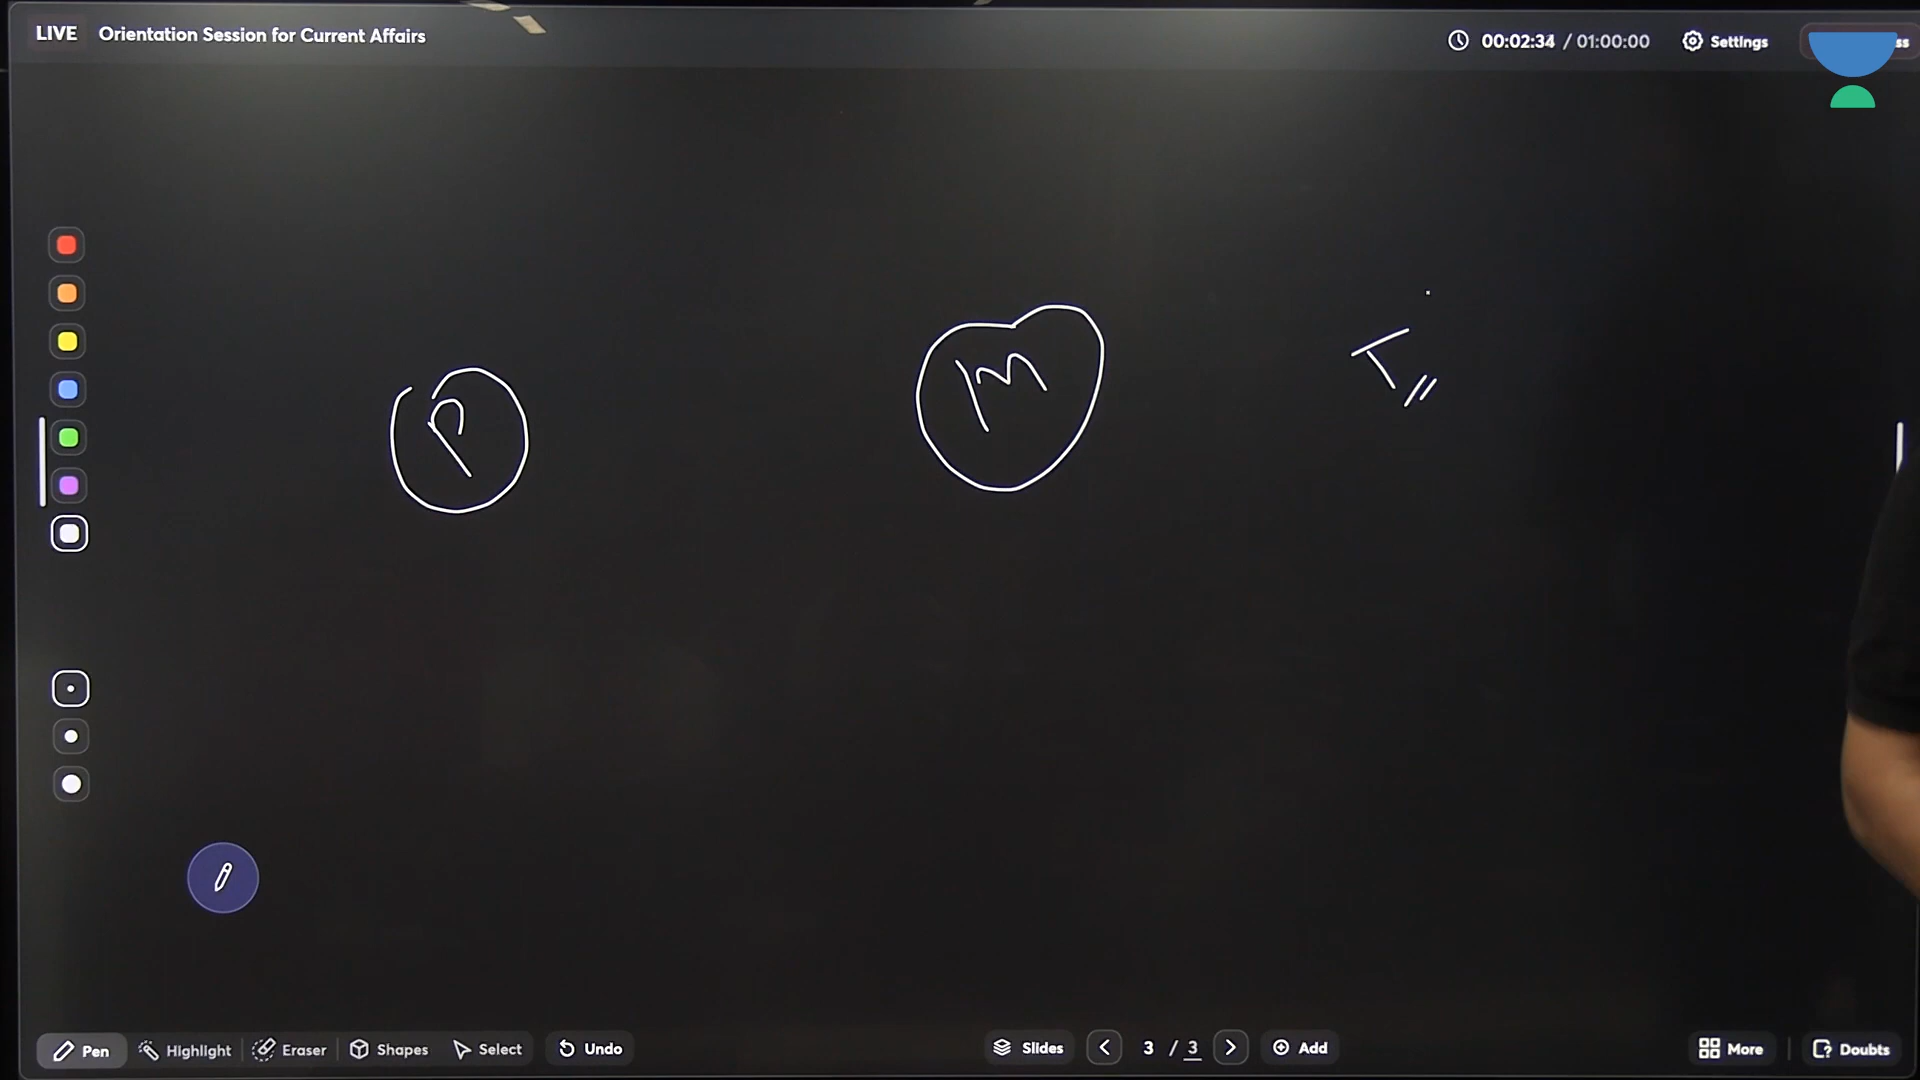 LIVE Orientation Session for Current Affairs 00:02:34 / 01:00:00 Settings ss
P M T
Pen Highlight Eraser Shapes Select Undo Slides 3 / 3 Add More Doubts